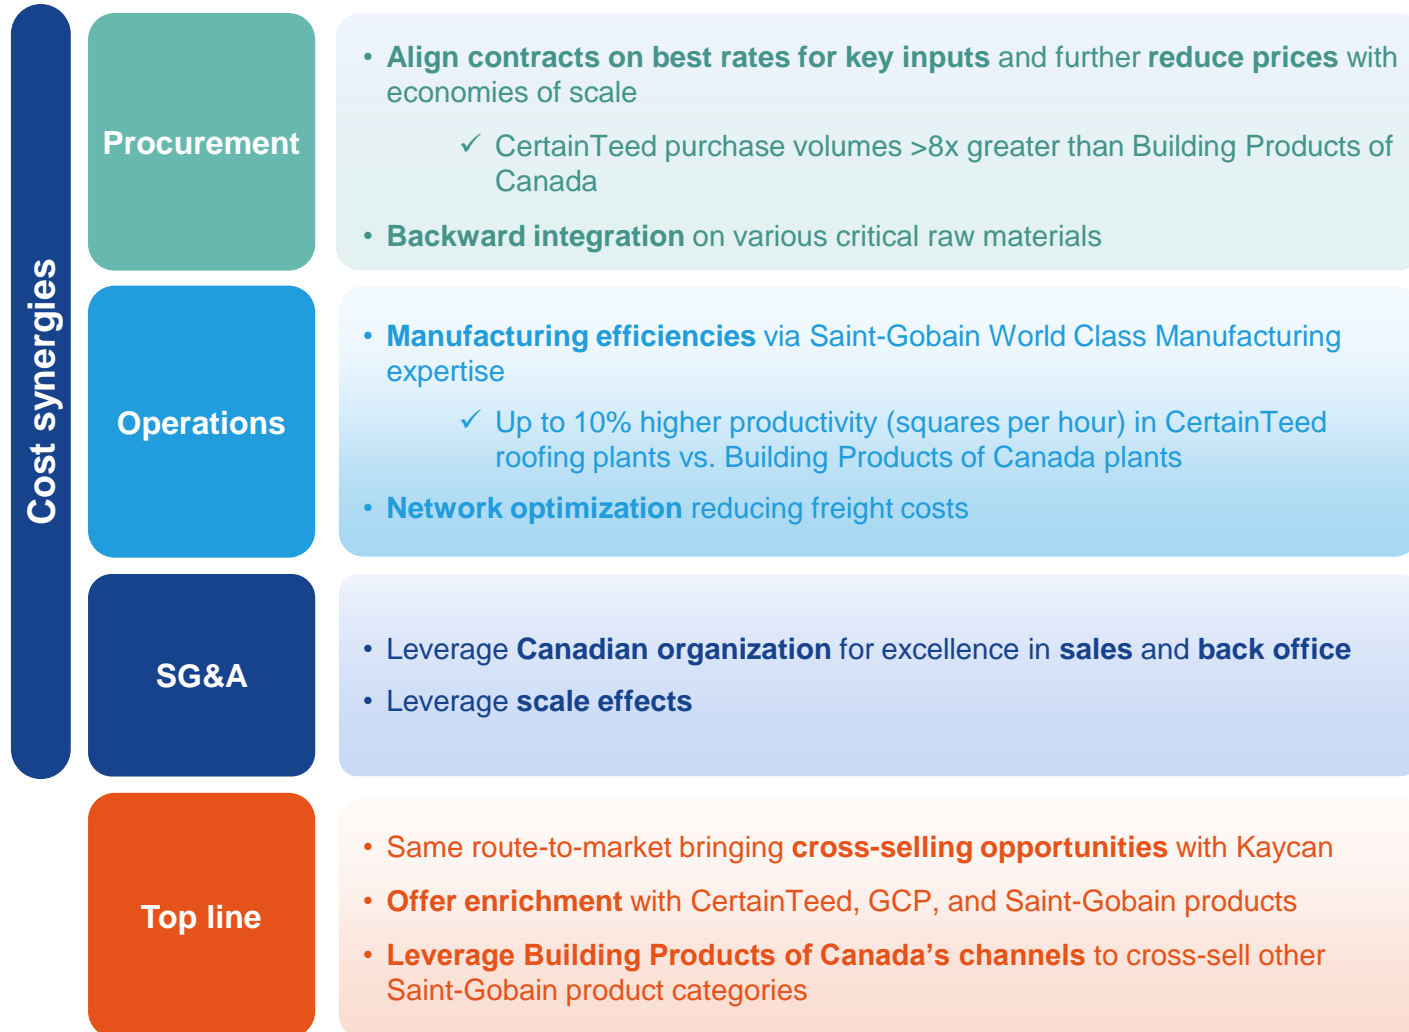 Cost synergies
Procurement
• Align contracts on best rates for key inputs and further reduce prices with
economies of scale
✓ CertainTeed purchase volumes >8x greater than Building Products of
Canada
• Backward integration on various critical raw materials
Operations
• Manufacturing efficiencies via Saint-Gobain World Class Manufacturing
expertise
✓ Up to 10% higher productivity (squares per hour) in CertainTeed
roofing plants vs. Building Products of Canada plants
• Network optimization reducing freight costs
SG&A
• Leverage Canadian organization for excellence in sales and back office
• Leverage scale effects
Top line
• Same route-to-market bringing cross-selling opportunities with Kaycan
• Offer enrichment with CertainTeed, GCP, and Saint-Gobain products
• Leverage Building Products of Canada’s channels to cross-sell other
Saint-Gobain product categories